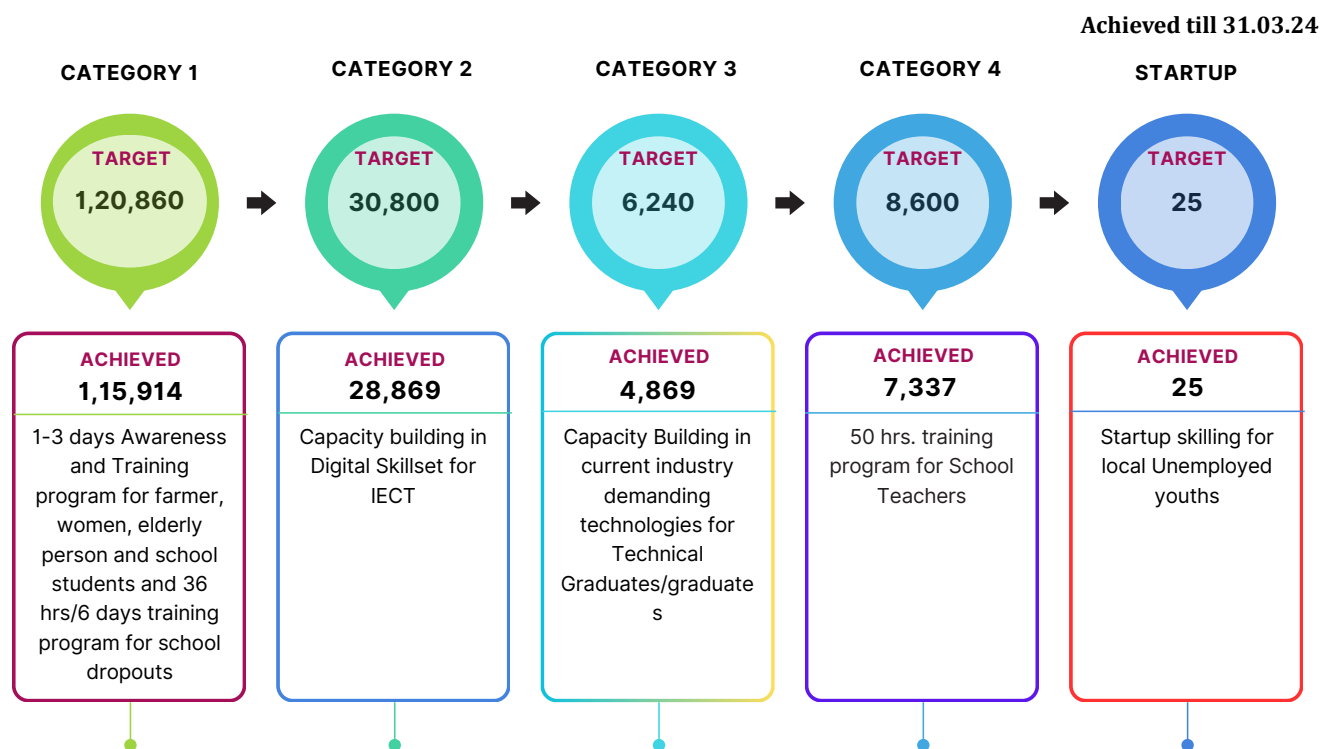 Achieved till 31.03.24
CATEGORY 1
TARGET
1,20,860
ACHIEVED
1,15,914
1-3 days Awareness
and Training
program for farmer,
women, elderly
person and school
students and 36
hrs/6 days training
program for school
dropouts
CATEGORY 2
TARGET
30,800
ACHIEVED
28,869
Capacity building in
Digital Skillset for
IECT
CATEGORY 3
TARGET
6,240
ACHIEVED
4,869
Capacity Building in
current industry
demanding
technologies for
Technical
Graduates/graduate
s
CATEGORY 4
TARGET
8,600
ACHIEVED
7,337
50 hrs. training
program for School
Teachers
STARTUP
TARGET
25
ACHIEVED
25
Startup skilling for
local Unemployed
youths